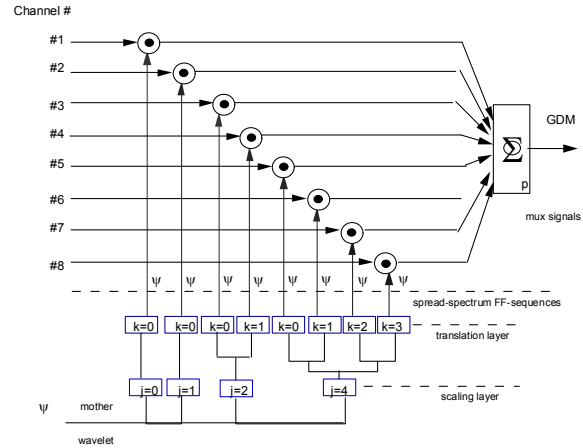 Channel #
#1
#2
#3
#4
#5
#6
#7
#8
GDM
Σ
p
mux signals
ψ ψ ψ ψ ψ ψ ψ ψ
spread-spectrum FF-sequences
k=0 k=0 k=0 k=1 k=0 k=1 k=2 k=3
translation layer
j=0 j=1 j=2 j=4
scaling layer
ψ mother
wavelet